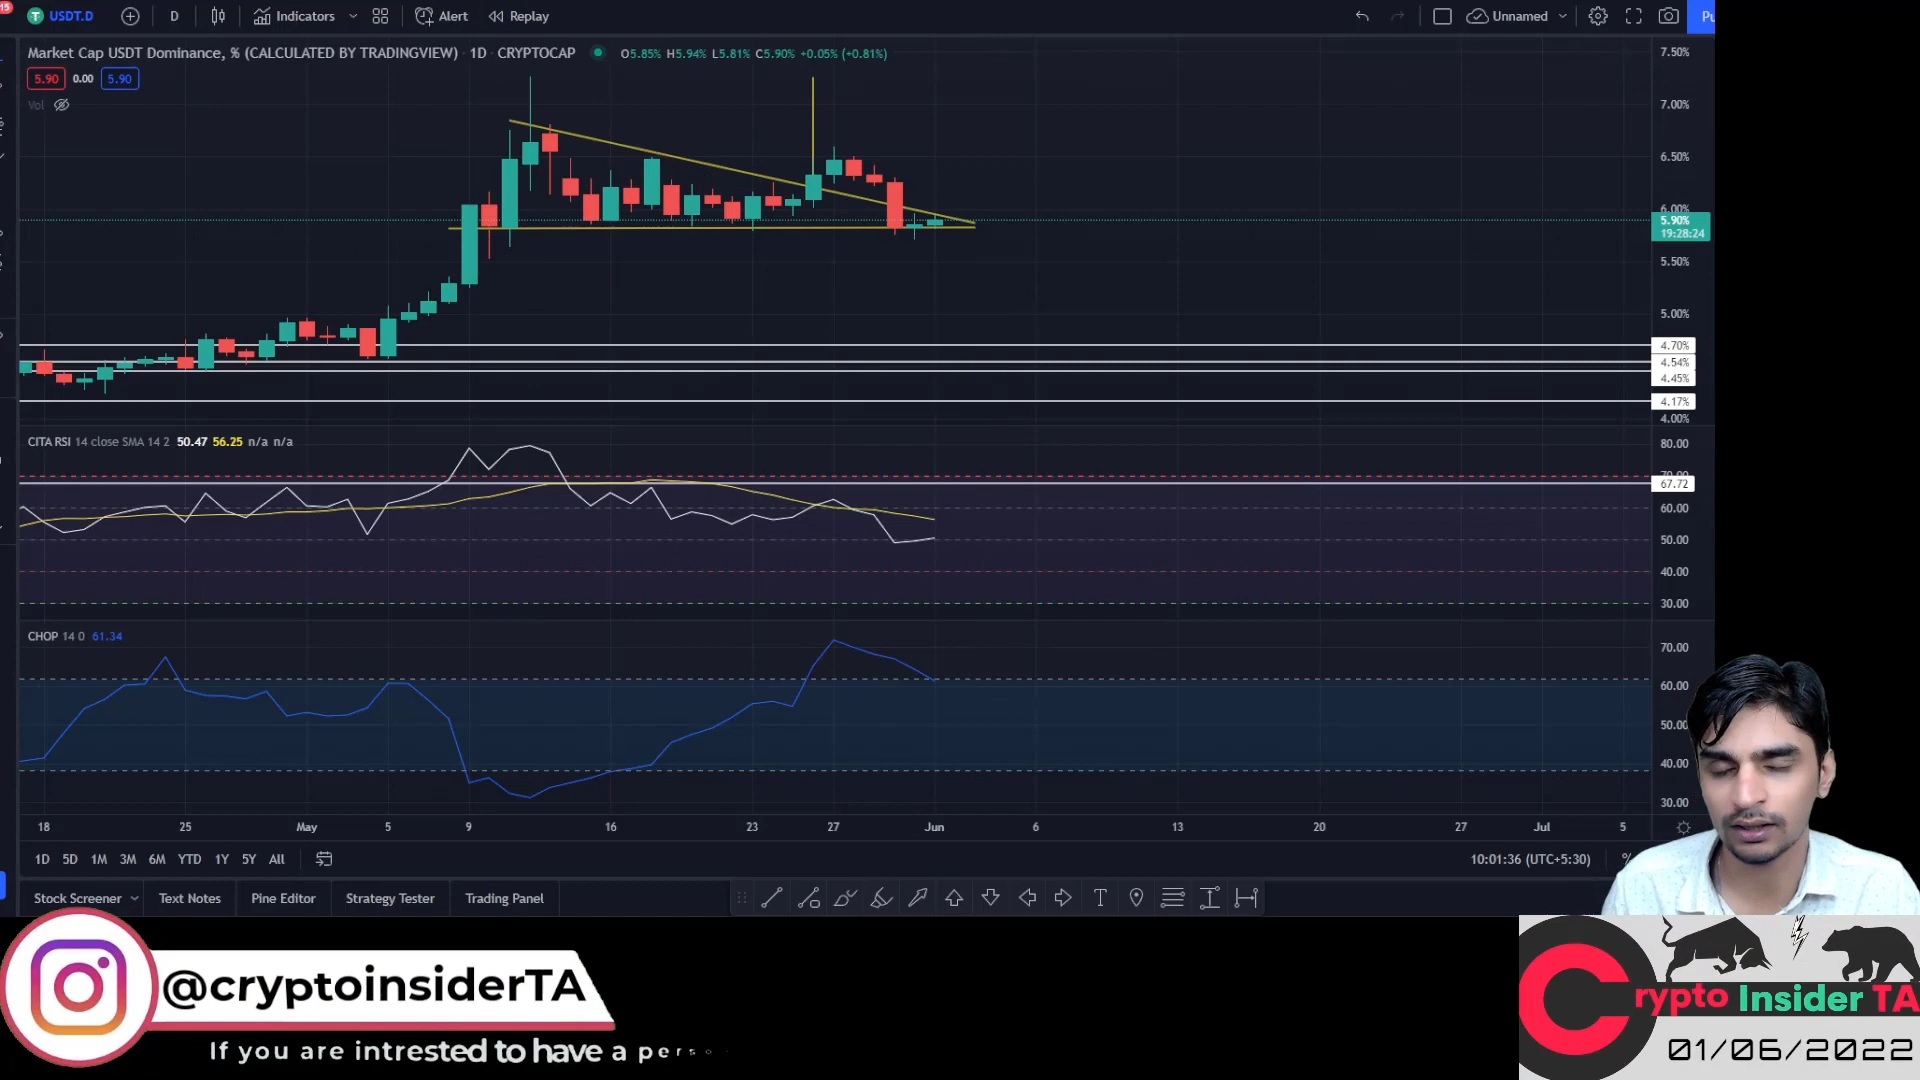 15
USDT.D
D
Indicators
Alert
Replay
Unnamed
Pu
Market Cap USDT Dominance, % (CALCULATED BY TRADINGVIEW) 1D CRYPTOCAP
O5.85% H5.94% L5.81% C5.90% +0.05% (+0.81%)
5.90 0.00 5.90
Vol
7.50%
7.00%
6.50%
6.00%
5.90%
19:28:24
5.50%
5.00%
4.70%
4.54%
4.45%
4.17%
4.00%
CITA RSI 14 close SMA 14 2 50.47 56.25 n/a n/a
80.00
70.00
67.72
60.00
50.00
40.00
30.00
CHOP 14 0 61.34
70.00
60.00
50.00
40.00
30.00
18 25 May 5 9 16 23 27 Jun 6 13 20 27 Jul 5
1D 5D 1M 3M 6M YTD 1Y 5Y All
10:01:36 (UTC+5:30)
%
Stock Screener Text Notes Pine Editor Strategy Tester Trading Panel
@cryptoinsiderTA
If you are intrested to have a pers
Crypto Insider TA
01/06/2022